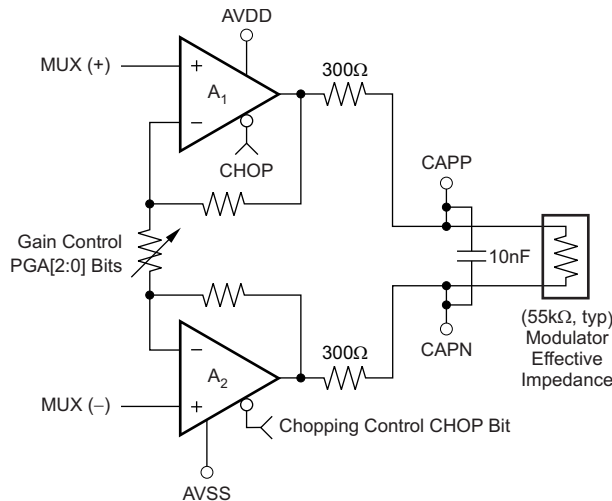 AVDD
MUX (+)
+
A1
−
CHOP
300Ω
CAPP
Gain Control
PGA[2:0] Bits
10nF
(55kΩ, typ)
Modulator
Effective
Impedance
CAPN
300Ω
−
A2
+
MUX (−)
Chopping Control CHOP Bit
AVSS